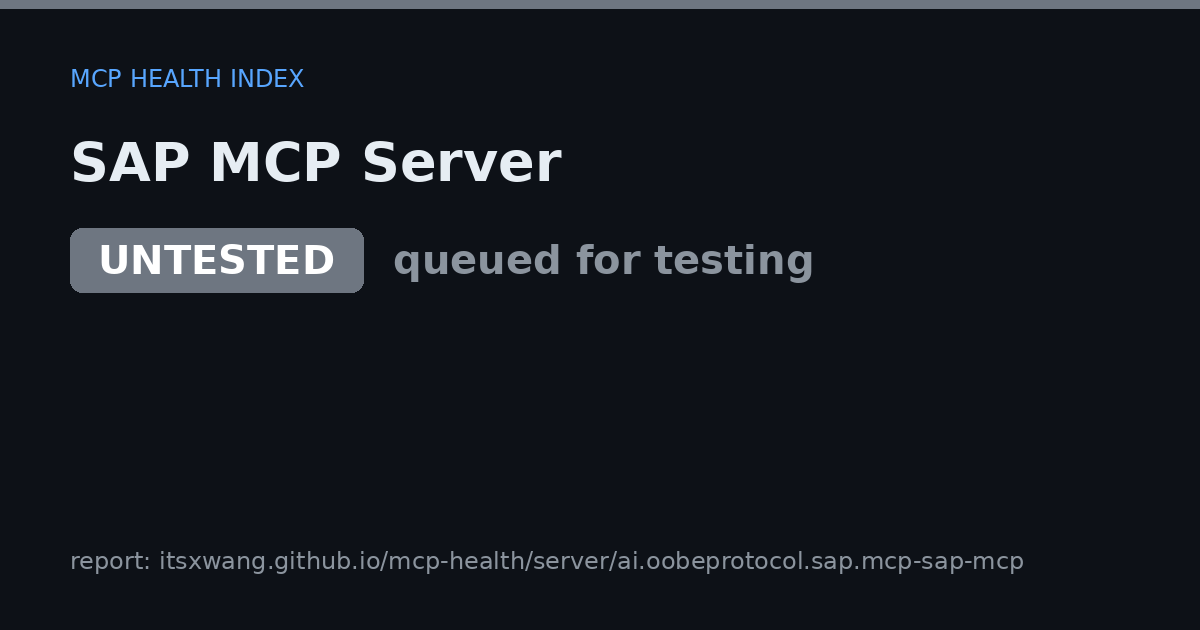 MCP HEALTH INDEX
SAP MCP Server
UNTESTED queued for testing
report: itsxwang.github.io/mcp-health/server/ai.oobeprotocol.sap.mcp-sap-mcp